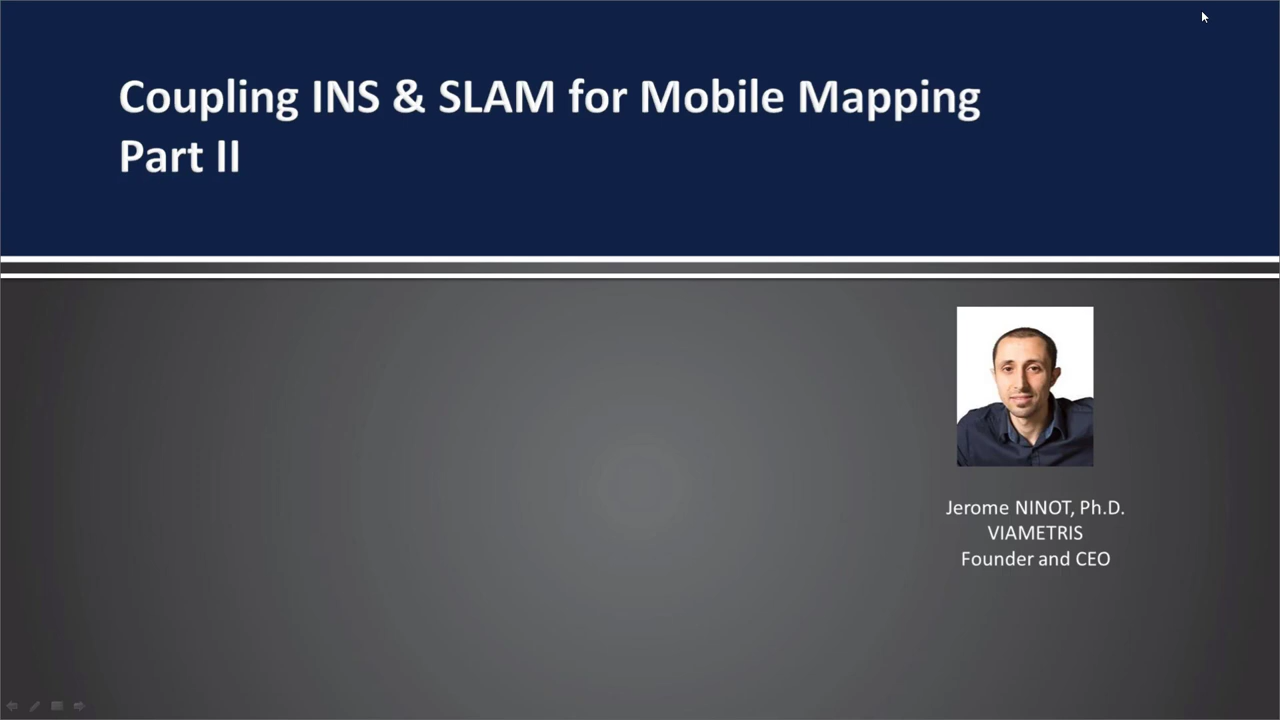 Coupling INS & SLAM for Mobile Mapping
Part II
Jerome NINOT, Ph.D.
VIAMETRIS
Founder and CEO